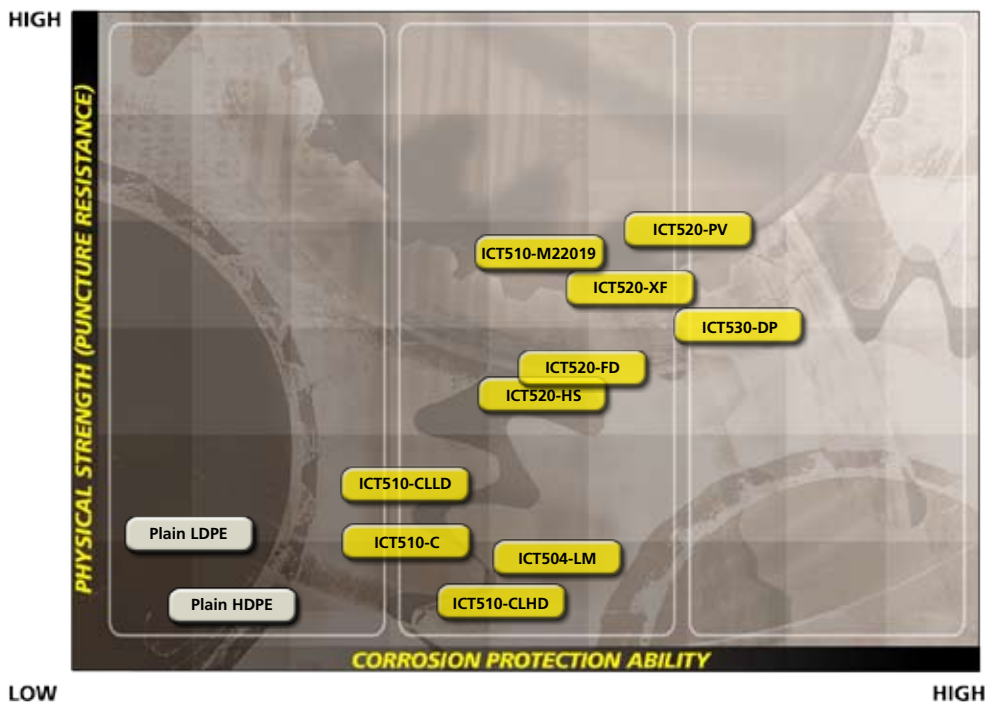 HIGH
PHYSICAL STRENGTH (PUNCTURE RESISTANCE)
ICT520-PV
ICT510-M22019
ICT520-XF
ICT530-DP
ICT520-FD
ICT520-HS
ICT510-CLLD
Plain LDPE
ICT510-C
ICT504-LM
Plain HDPE
ICT510-CLHD
CORROSION PROTECTION ABILITY
LOW
HIGH